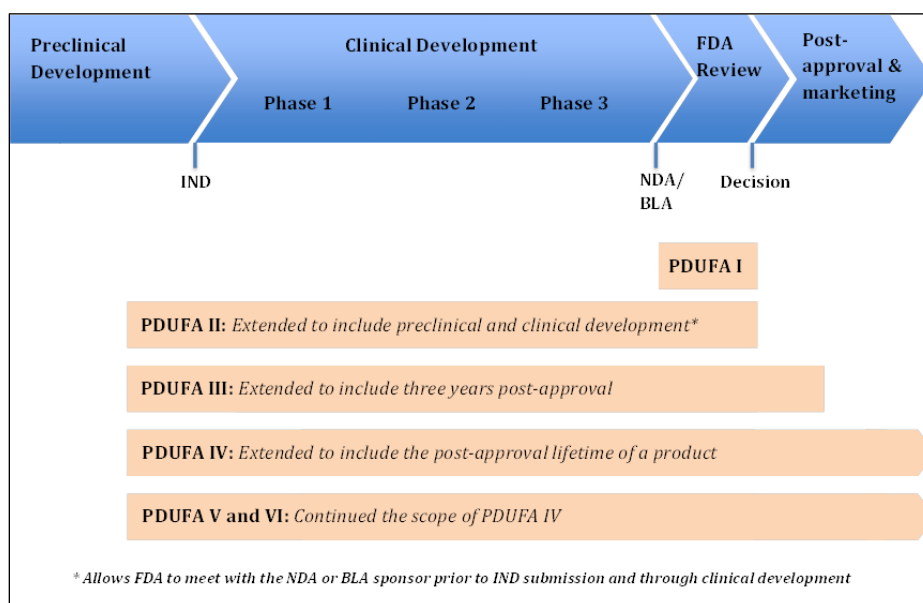 Preclinical
Development
Clinical Development
Phase 1
Phase 2
Phase 3
FDA
Review
Post-
approval &
marketing
IND
NDA/
BLA
Decision
PDUFA I
PDUFA II: Extended to include preclinical and clinical development*
PDUFA III: Extended to include three years post-approval
PDUFA IV: Extended to include the post-approval lifetime of a product
PDUFA V and VI: Continued the scope of PDUFA IV
* Allows FDA to meet with the NDA or BLA sponsor prior to IND submission and through clinical development